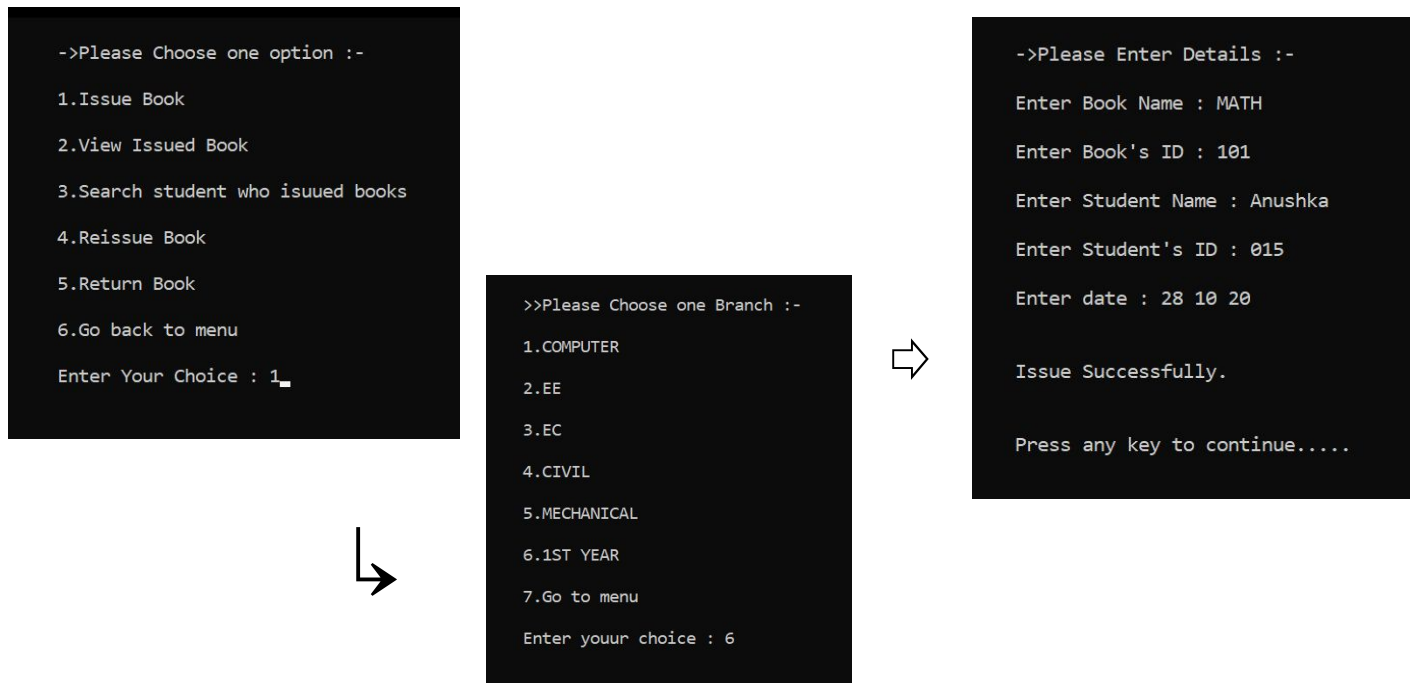 ->Please Choose one option :-
1.Issue Book
2.View Issued Book
3.Search student who isuued books
4.Reissue Book
5.Return Book
6.Go back to menu
Enter Your Choice : 1
>>Please Choose one Branch :-
1.COMPUTER
2.EE
3.EC
4.CIVIL
5.MECHANICAL
6.1ST YEAR
7.Go to menu
Enter youur choice : 6
->Please Enter Details :-
Enter Book Name : MATH
Enter Book's ID : 101
Enter Student Name : Anushka
Enter Student's ID : 015
Enter date : 28 10 20
Issue Successfully.
Press any key to continue.....